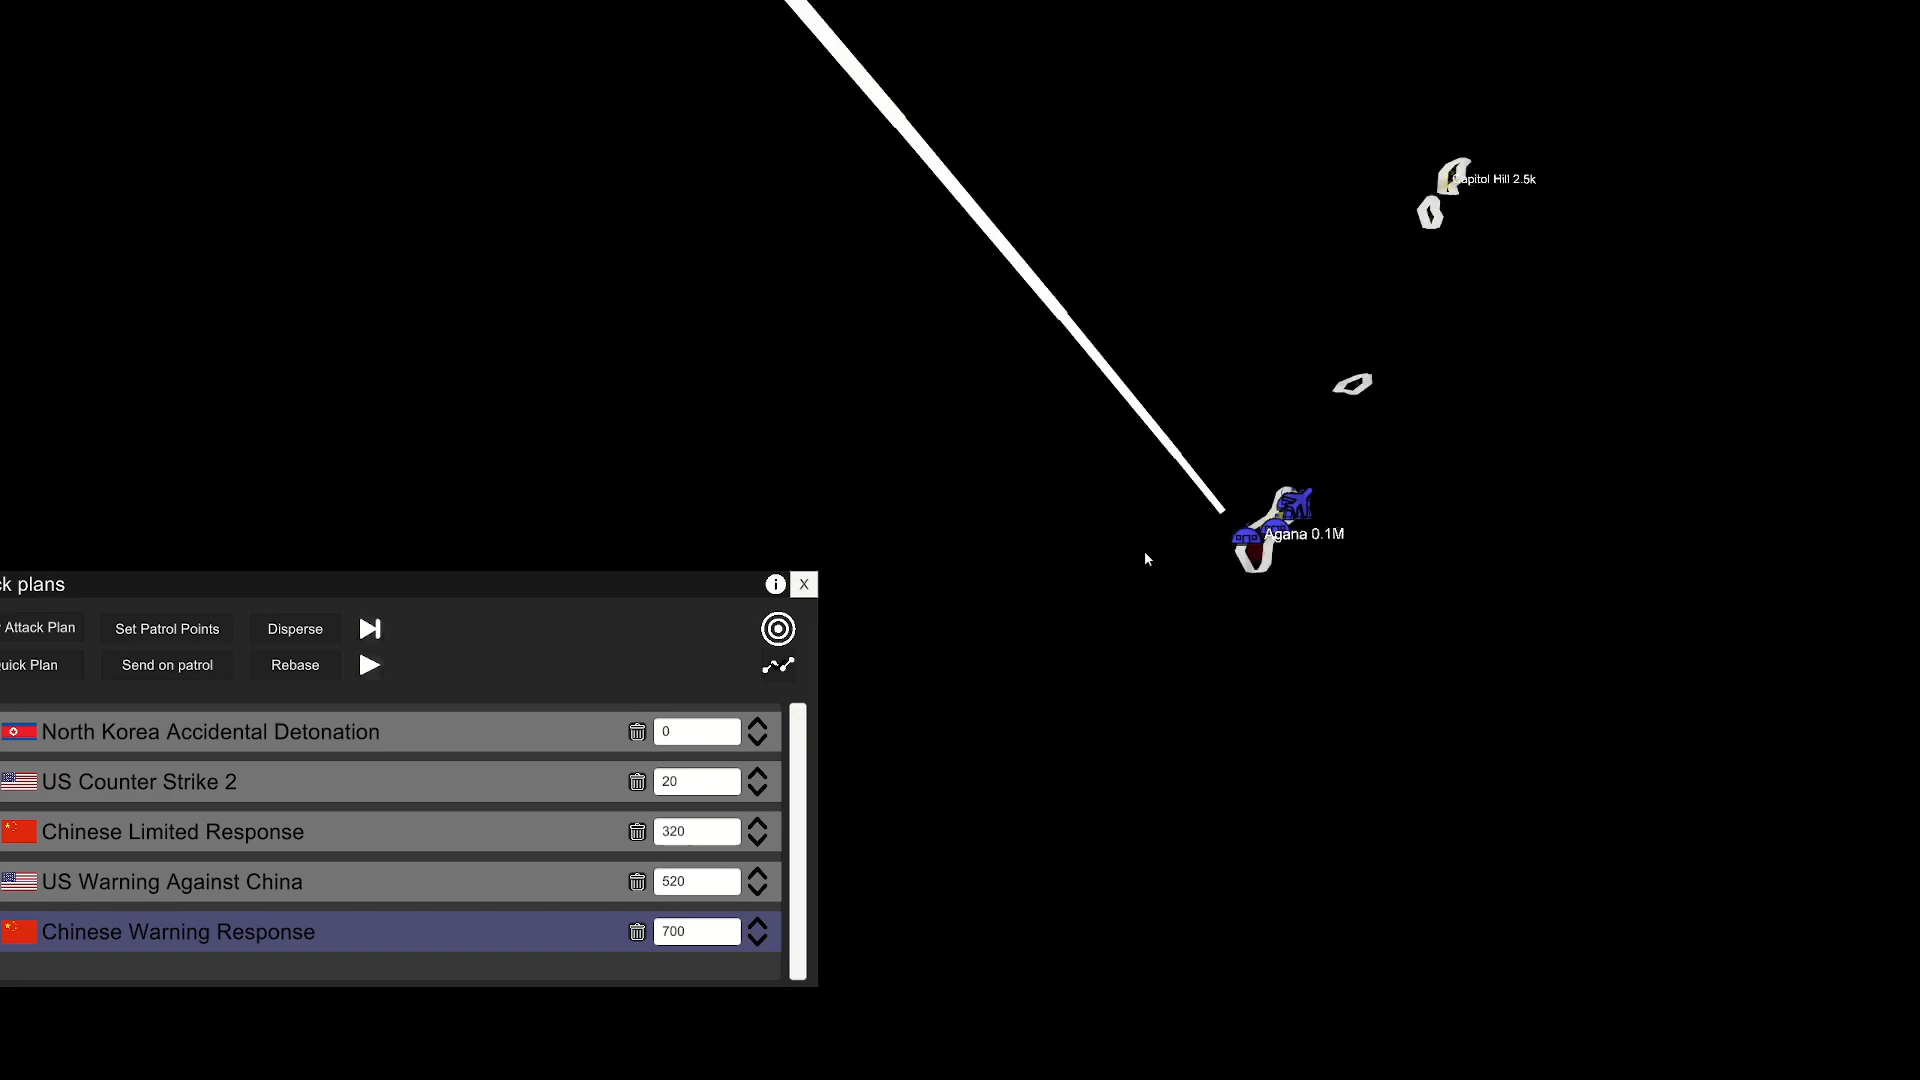 Capitol Hill 2.5k
Agana 0.1M
ck plans
X
Attack Plan
Set Patrol Points
Disperse
uick Plan
Send on patrol
Rebase
North Korea Accidental Detonation
0
US Counter Strike 2
20
Chinese Limited Response
320
US Warning Against China
520
Chinese Warning Response
700